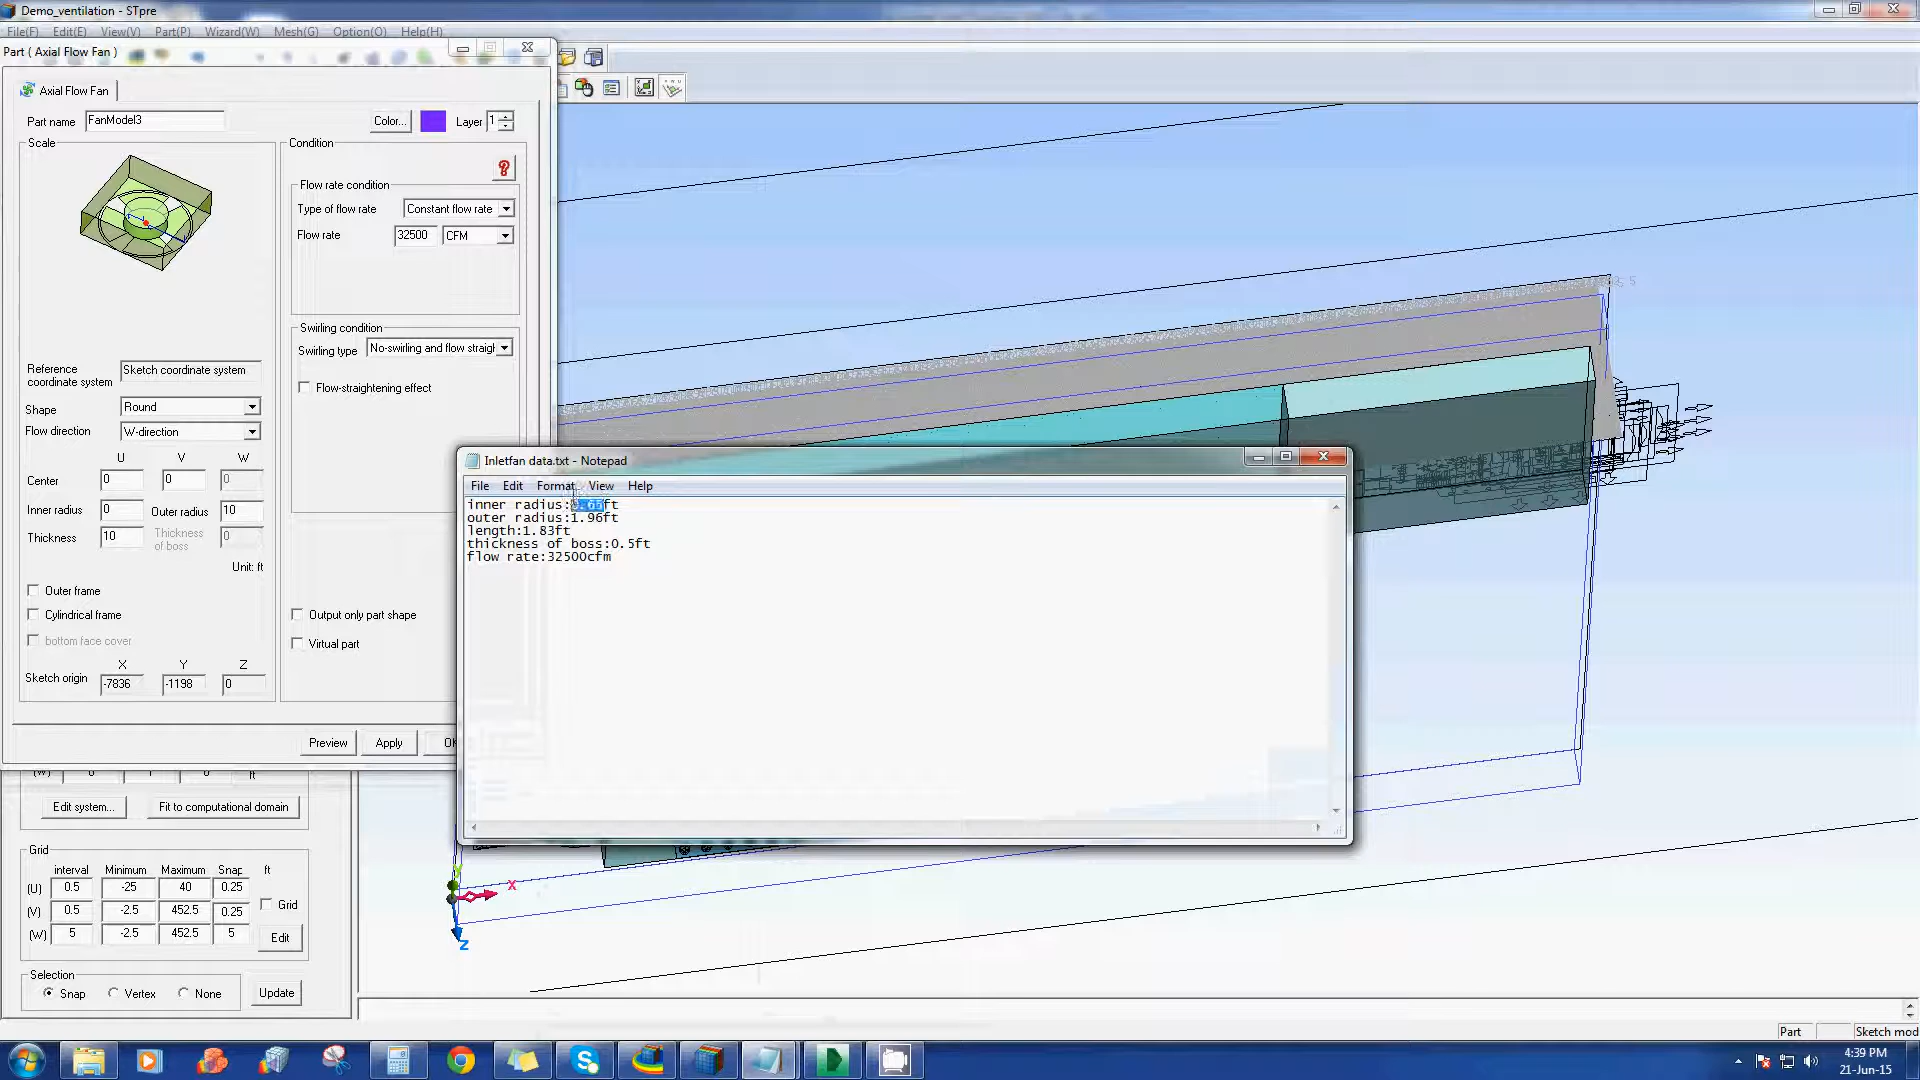 Demo_ventilation - STpre
File(F) Edit(E) View(V) Part(P) Wizard(W) Mesh(G) Option(O) Help(H)
Part ( Axial Flow Fan )
Axial Flow Fan
Part name FanModel3 Color... Layer 1
Scale
Condition
Flow rate condition
Type of flow rate Constant flow rate
Flow rate 32500 CFM
Swirling condition
Swirling type No-swirling and flow straigh
Flow-straightening effect
Reference coordinate system Sketch coordinate system
Shape Round
Flow direction W-direction
U V W
Center 0 0 0
Inner radius 0 Outer radius 10
Thickness 10 Thickness of boss 0
Unit: ft
Outer frame
Cylindrical frame
bottom face cover
Output only part shape
Virtual part
X Y Z
Sketch origin -7836 -1198 0
Preview Apply OK
Inletfan data.txt - Notepad
File Edit Format View Help
inner radius:0.65ft
outer radius:1.96ft
length:1.83ft
thickness of boss:0.5ft
flow rate:32500cfm
(W) 0 1 0 ft
Edit system... Fit to computational domain
Grid
interval Minimum Maximum Snap ft
(U) 0.5 -25 40 0.25
(V) 0.5 -2.5 452.5 0.25
(W) 5 -2.5 452.5 5
Grid
Edit
Selection
Snap Vertex None Update
Y
X
Z
Part Sketch mod
4:39 PM
21-Jun-15